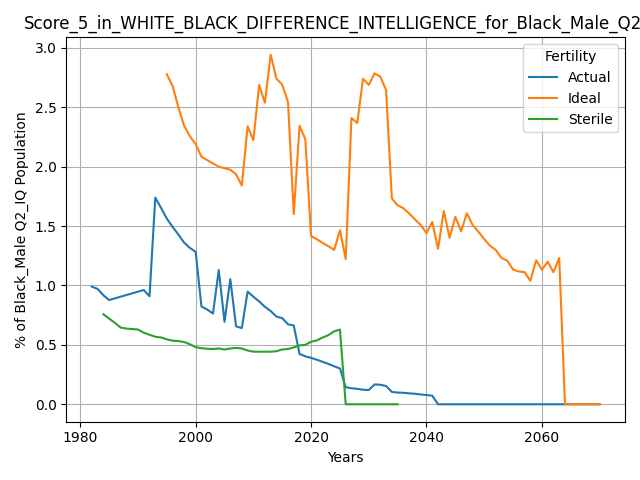 Score_5_in_WHITE_BLACK_DIFFERENCE_INTELLIGENCE_for_Black_Male_Q2
% of Black_Male Q2_IQ Population
3.0
2.5
2.0
1.5
1.0
0.5
0.0
Fertility
Actual
Ideal
Sterile
1980
2000
2020
2040
2060
Years